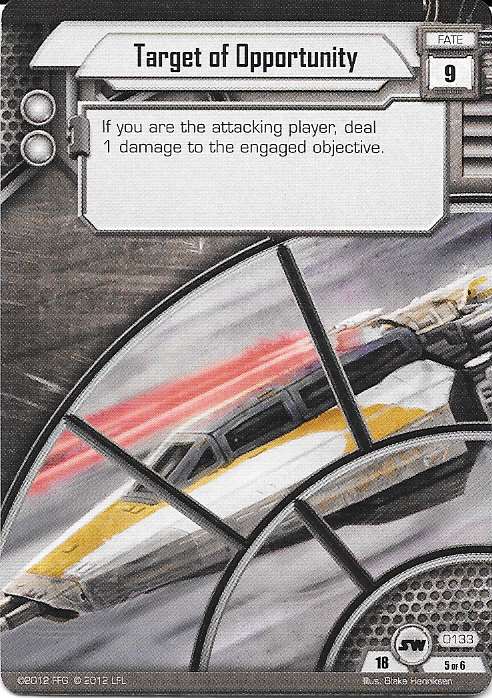 Target of Opportunity
FATE
9
If you are the attacking player, deal
1 damage to the engaged objective.
SW
0133
18
5 of 6
©2012 FFG © 2012 LFL
Illus. Blake Henriksen